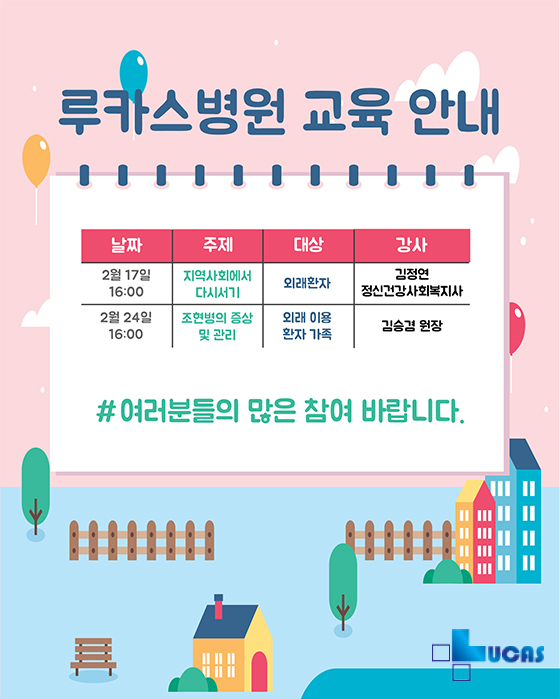 루카스병원 교육 안내
날짜 주제 대상 강사
2월 17일 16:00 지역사회에서 다시서기 외래환자 김정연 정신건강사회복지사
2월 24일 16:00 조현병의 증상 및 관리 외래 이용 환자 가족 김승겸 원장
#여러분들의 많은 참여 바랍니다.
LUCAS